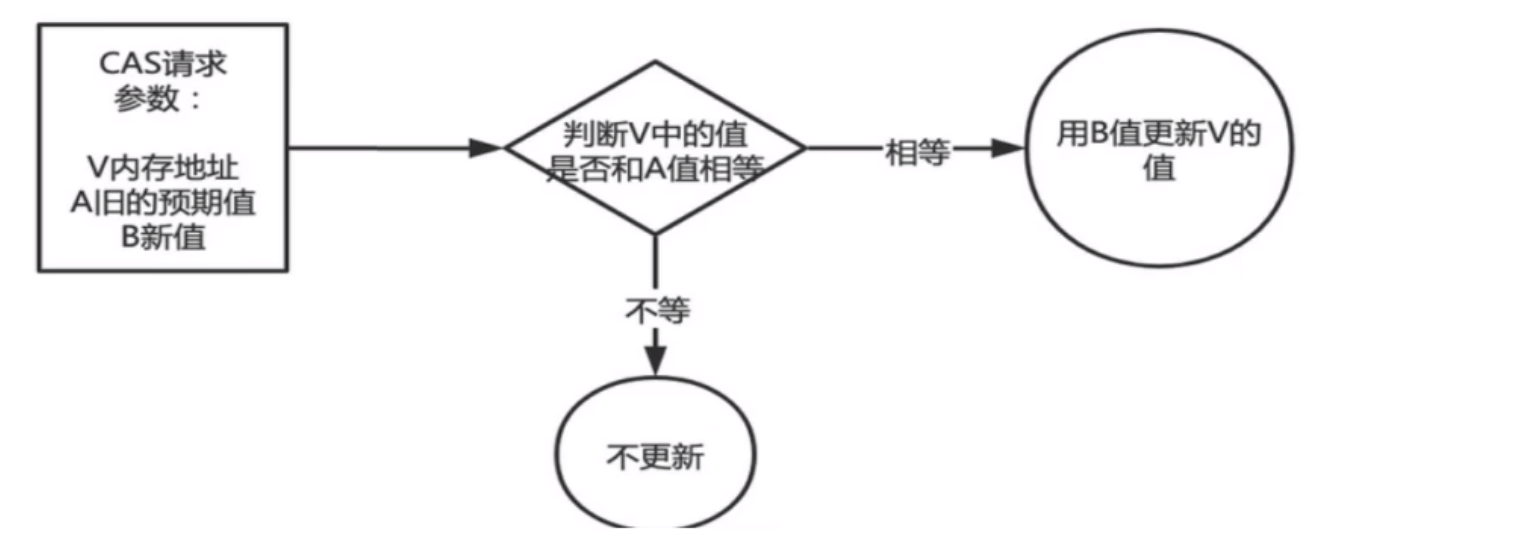 CAS请求
参数：
V内存地址
A旧的预期值
B新值
判断V中的值
是否和A值相等
相等
用B值更新V的
值
不等
不更新